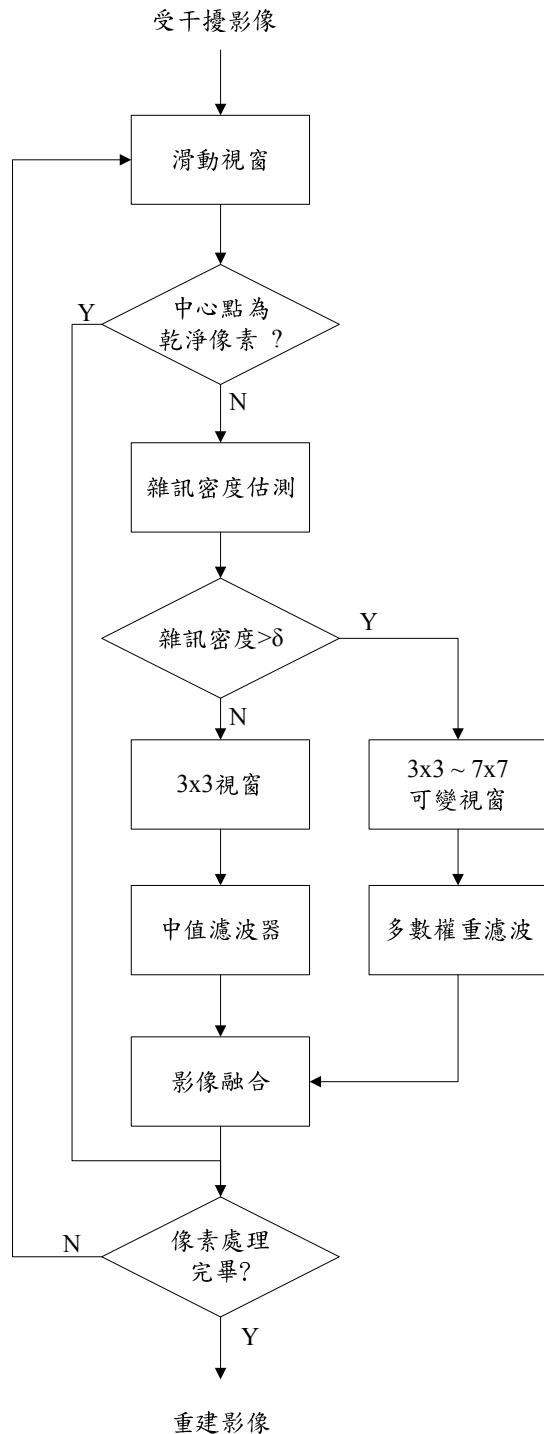 受干擾影像
滑動視窗
中心點為
乾淨像素 ?
Y
N
雜訊密度估測
雜訊密度>δ
Y
N
3x3視窗
3x3 ~ 7x7
可變視窗
中值濾波器
多數權重濾波
影像融合
像素處理
完畢?
N
Y
重建影像